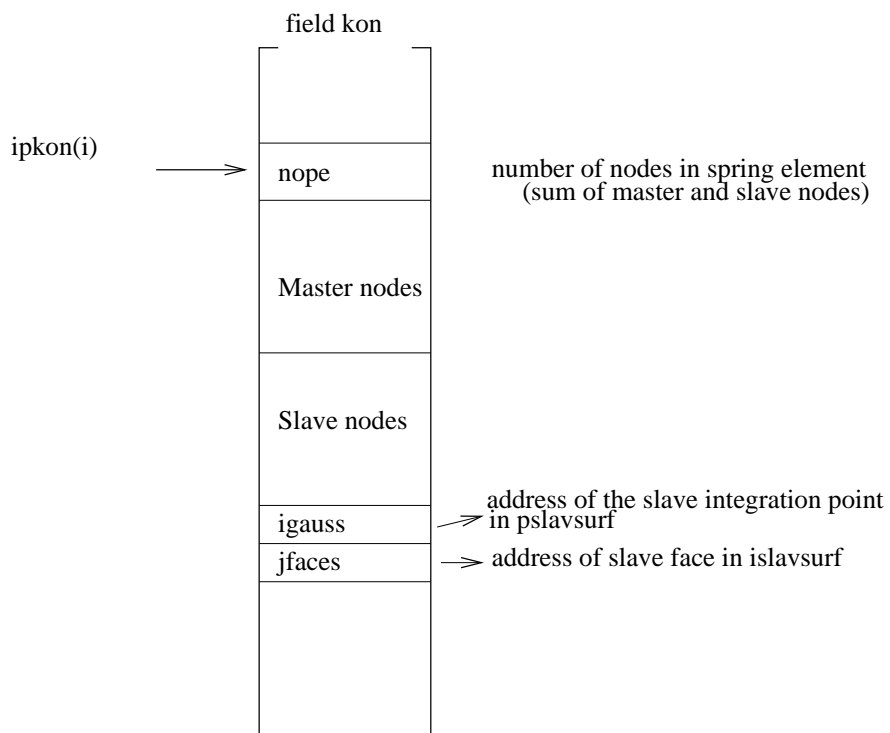 field kon
ipkon(i)
nope
number of nodes in spring element
(sum of master and slave nodes)
Master nodes
Slave nodes
igauss
address of the slave integration point
in pslavsurf
jfaces
address of slave face in islavsurf